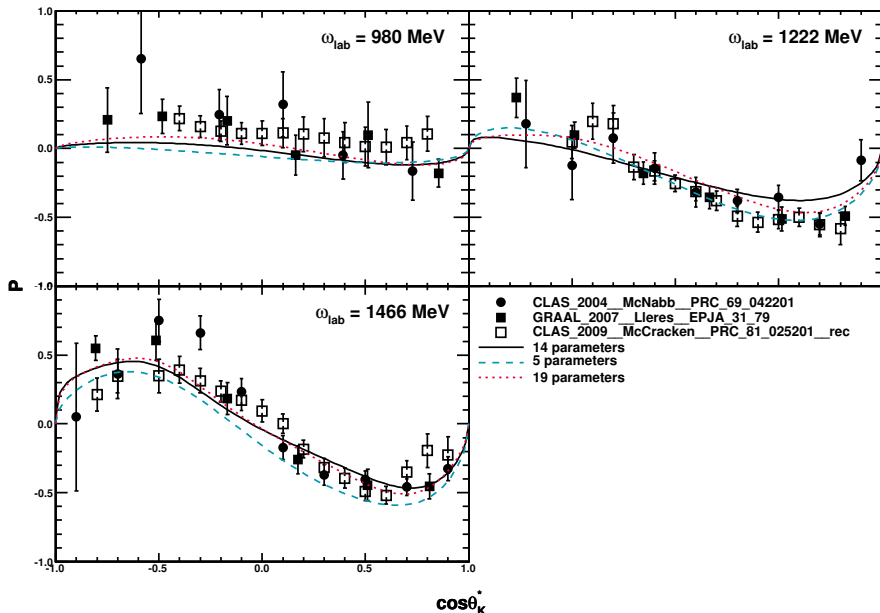 1.0
ω_lab = 980 MeV
ω_lab = 1222 MeV
0.5
0.0
-0.5
P
-1.0
1.0
ω_lab = 1466 MeV
CLAS_2004__McNabb__PRC_69_042201
GRAAL_2007__Lleres__EPJA_31_79
CLAS_2009__McCracken__PRC_81_025201__rec
14 parameters
5 parameters
19 parameters
0.5
0.0
-0.5
-1.0
-1.0 -0.5 0.0 0.5 1.0
cosθ*_K